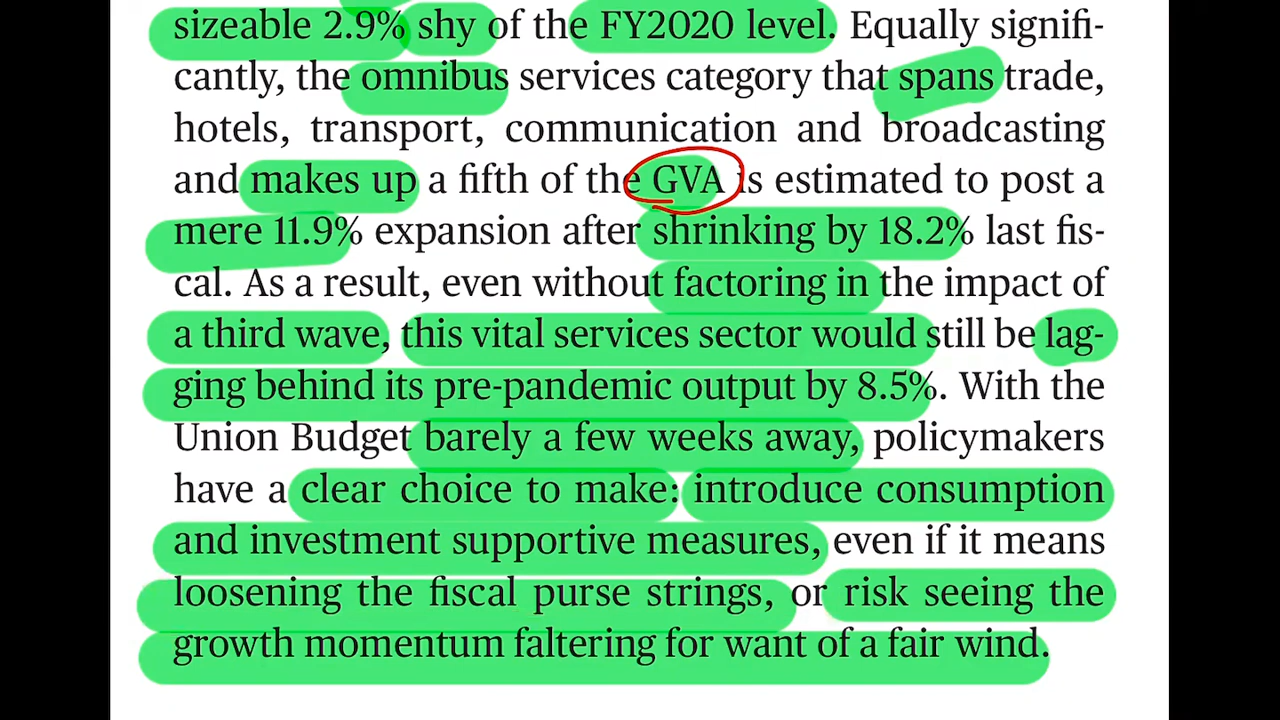 sizeable 2.9% shy of the FY2020 level. Equally signifi-
cantly, the omnibus services category that spans trade,
hotels, transport, communication and broadcasting
and makes up a fifth of the GVA is estimated to post a
mere 11.9% expansion after shrinking by 18.2% last fis-
cal. As a result, even without factoring in the impact of
a third wave, this vital services sector would still be lag-
ging behind its pre-pandemic output by 8.5%. With the
Union Budget barely a few weeks away, policymakers
have a clear choice to make: introduce consumption
and investment supportive measures, even if it means
loosening the fiscal purse strings, or risk seeing the
growth momentum faltering for want of a fair wind.